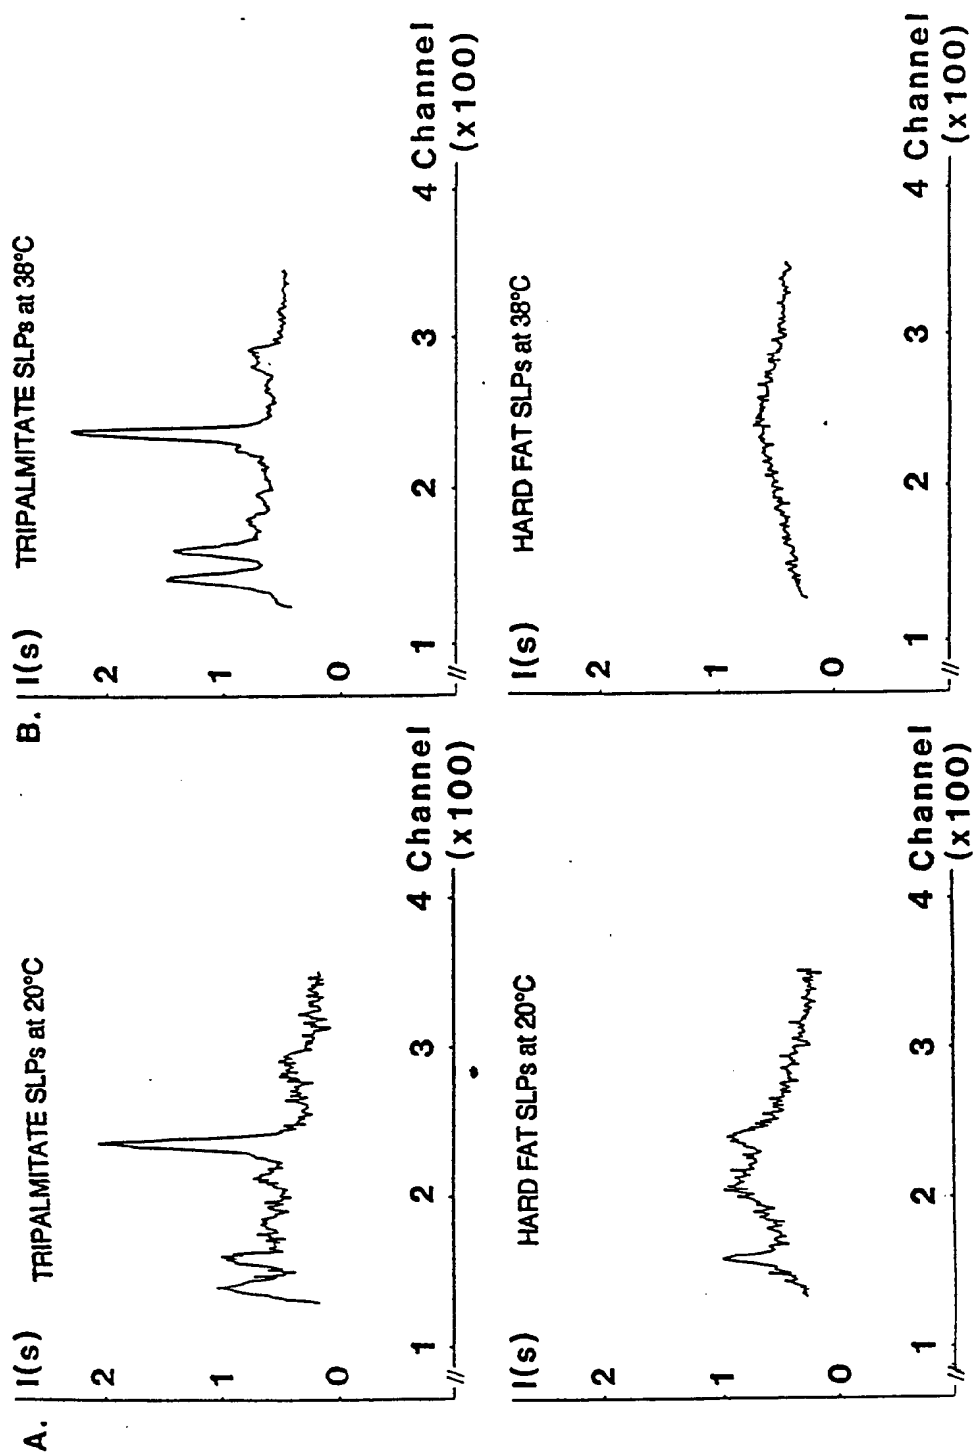 A.
TRIPALMITATE SLPs at 20°C
I(s)
2
1
0
1
2
3
4 Channel
(x100)
HARD FAT SLPs at 20°C
I(s)
2
1
0
1
2
3
4 Channel
(x100)
B.
TRIPALMITATE SLPs at 38°C
I(s)
2
1
0
1
2
3
4 Channel
(x100)
HARD FAT SLPs at 38°C
I(s)
2
1
0
1
2
3
4 Channel
(x100)